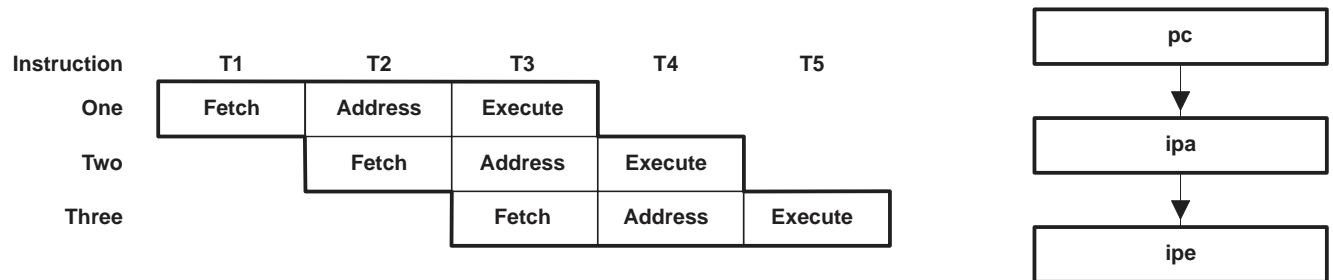 Instruction T1 T2 T3 T4 T5
One Fetch Address Execute
Two Fetch Address Execute
Three Fetch Address Execute
pc
ipa
ipe